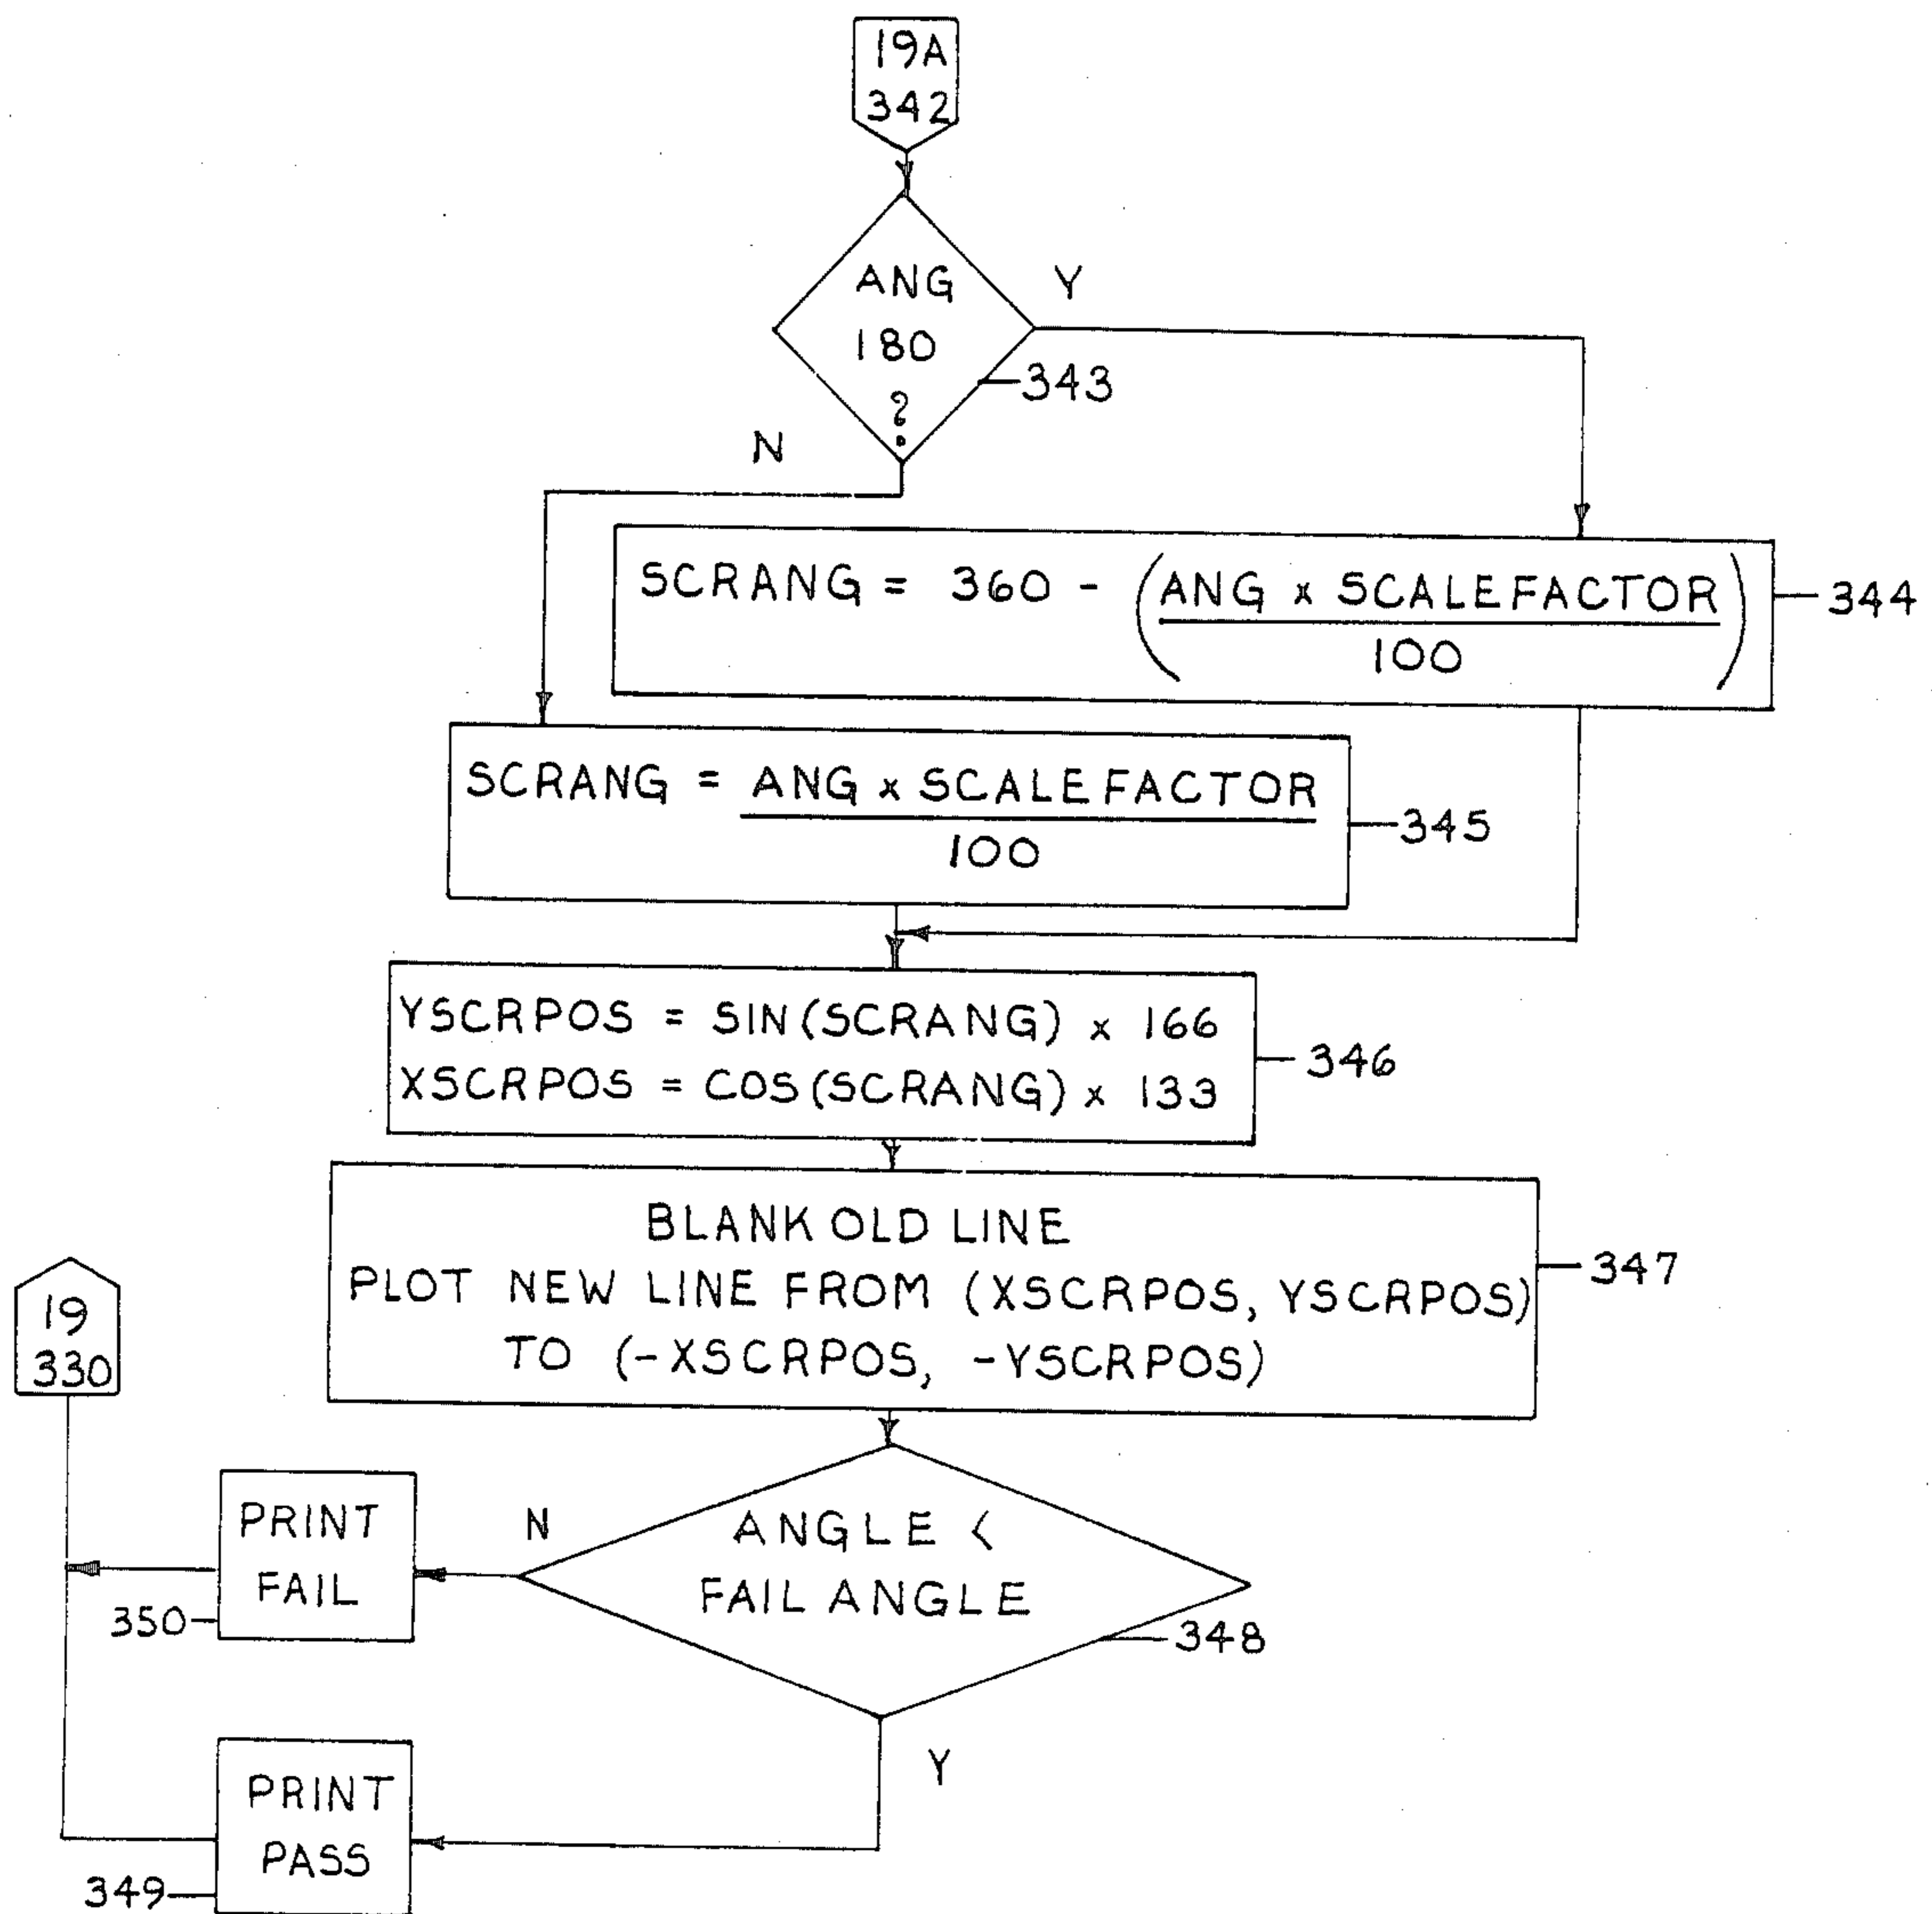 19A
342
ANG
180
?
Y
343
N
SCRANG = 360 - (ANG x SCALEFACTOR
100)
344
SCRANG = ANG x SCALEFACTOR
100
345
YSCRPOS = SIN(SCRANG) x 166
XSCRPOS = COS(SCRANG) x 133
346
BLANK OLD LINE
PLOT NEW LINE FROM (XSCRPOS, YSCRPOS)
TO (-XSCRPOS, -YSCRPOS)
347
19
330
PRINT
FAIL
350
N
ANGLE <
FAIL ANGLE
348
Y
PRINT
PASS
349